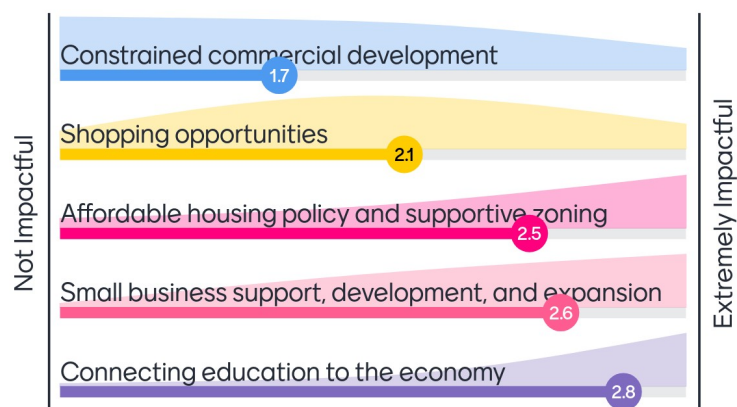 Not Impactful
Constrained commercial development
1.7
Shopping opportunities
2.1
Affordable housing policy and supportive zoning
2.5
Small business support, development, and expansion
2.6
Connecting education to the economy
2.8
Extremely Impactful